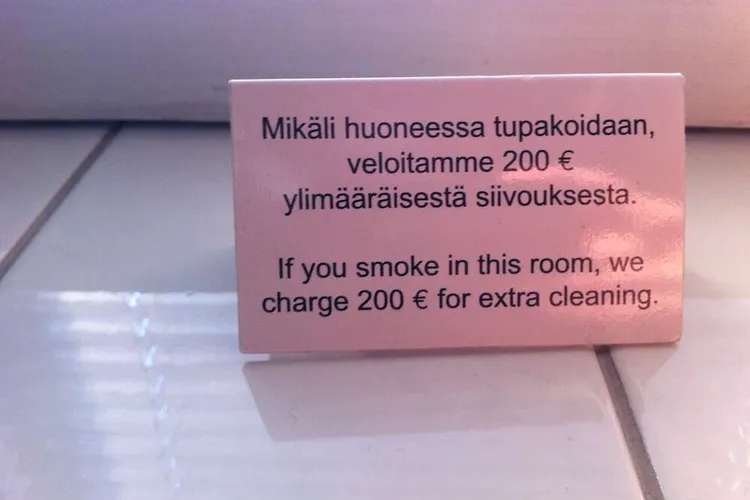 Mikäli huoneessa tupakoidaan,
veloitamme 200 €
ylimääräisestä siivouksesta.
If you smoke in this room, we
charge 200 € for extra cleaning.